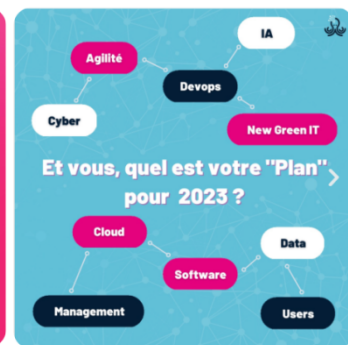 IA
Agilité
Devops
Cyber
New Green IT
Et vous, quel est votre "Plan"
pour 2023 ?
Cloud
Data
Software
Management
Users